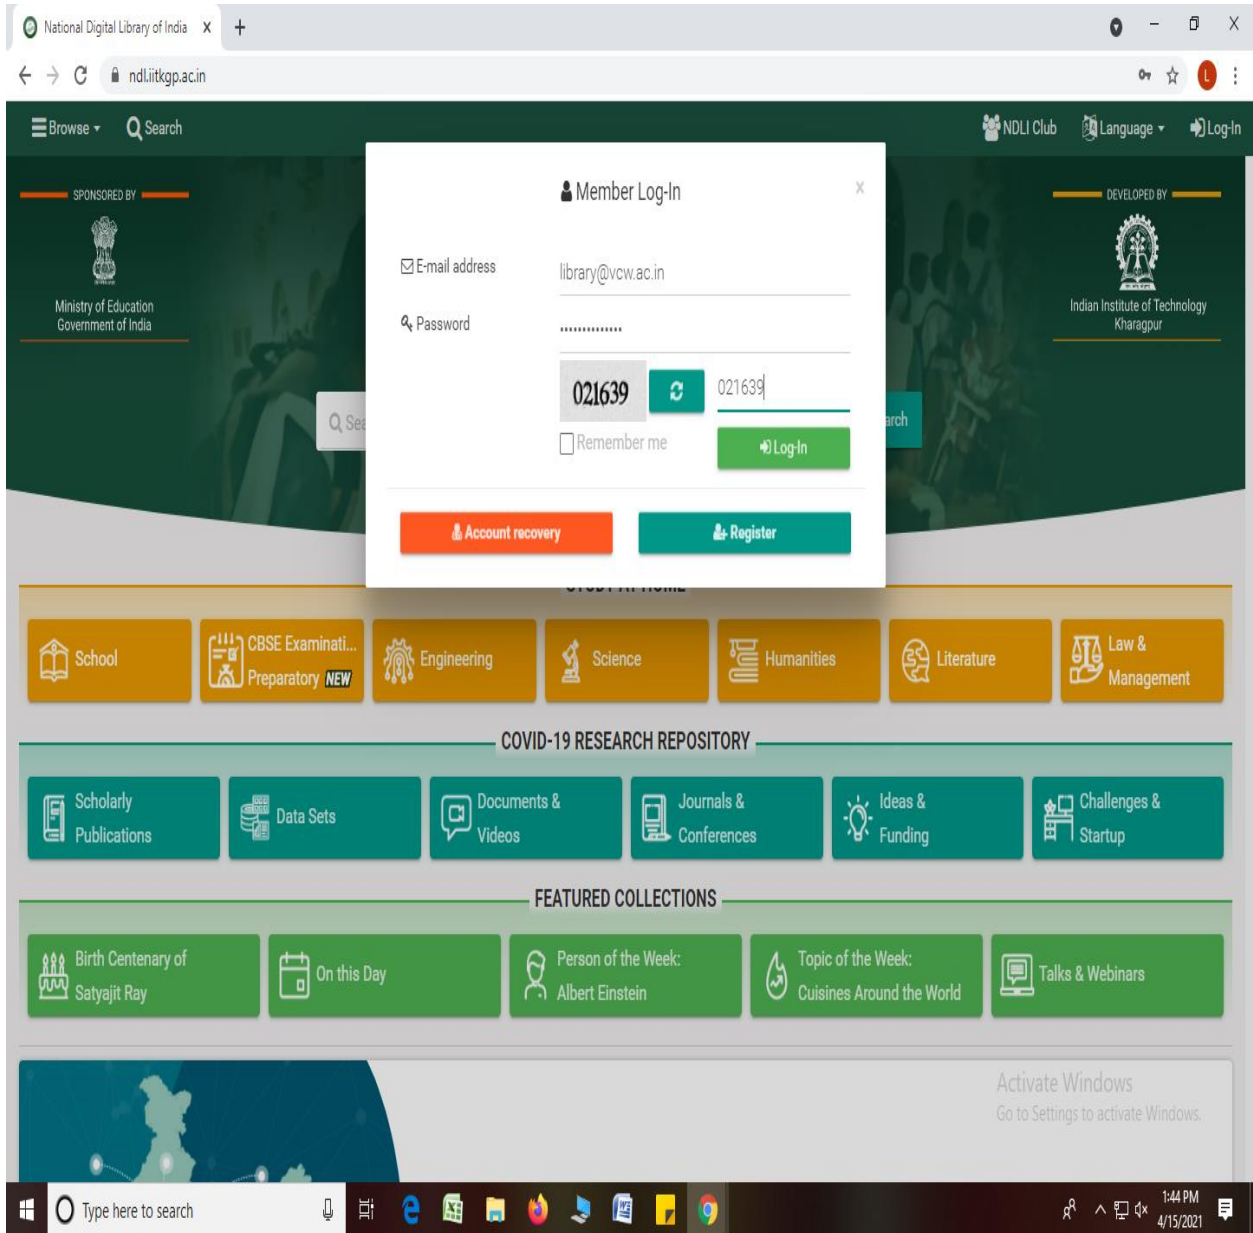 National Digital Library of India
ndl.iitkgp.ac.in
L
Browse
Search
NDLI Club
Language
Log-In
SPONSORED BY
Ministry of Education
Government of India
DEVELOPED BY
Indian Institute of Technology
Kharagpur
Member Log-In
x
E-mail address
library@vcw.ac.in
Password
..............
021639
021639
Remember me
Log-In
Account recovery
Register
Q Sea
arch
STUDY AT HOME
School
CBSE Examinati...
Preparatory NEW
Engineering
Science
Humanities
Literature
Law &
Management
COVID-19 RESEARCH REPOSITORY
Scholarly
Publications
Data Sets
Documents &
Videos
Journals &
Conferences
Ideas &
Funding
Challenges &
Startup
FEATURED COLLECTIONS
Birth Centenary of
Satyajit Ray
On this Day
Person of the Week:
Albert Einstein
Topic of the Week:
Cuisines Around the World
Talks & Webinars
Activate Windows
Go to Settings to activate Windows.
Type here to search
1:44 PM
4/15/2021